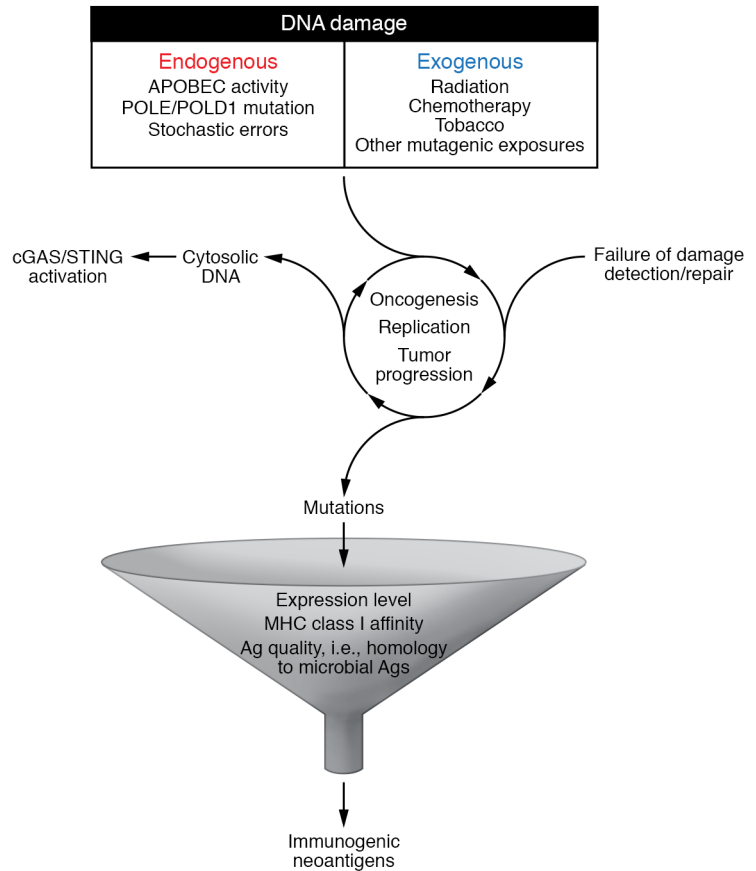 DNA damage
Endogenous
APOBEC activity
POLE/POLD1 mutation
Stochastic errors
Exogenous
Radiation
Chemotherapy
Tobacco
Other mutagenic exposures
cGAS/STING
activation
Cytosolic
DNA
Oncogenesis
Replication
Tumor
progression
Failure of damage
detection/repair
Mutations
Expression level
MHC class I affinity
Ag quality, i.e., homology
to microbial Ags
Immunogenic
neoantigens